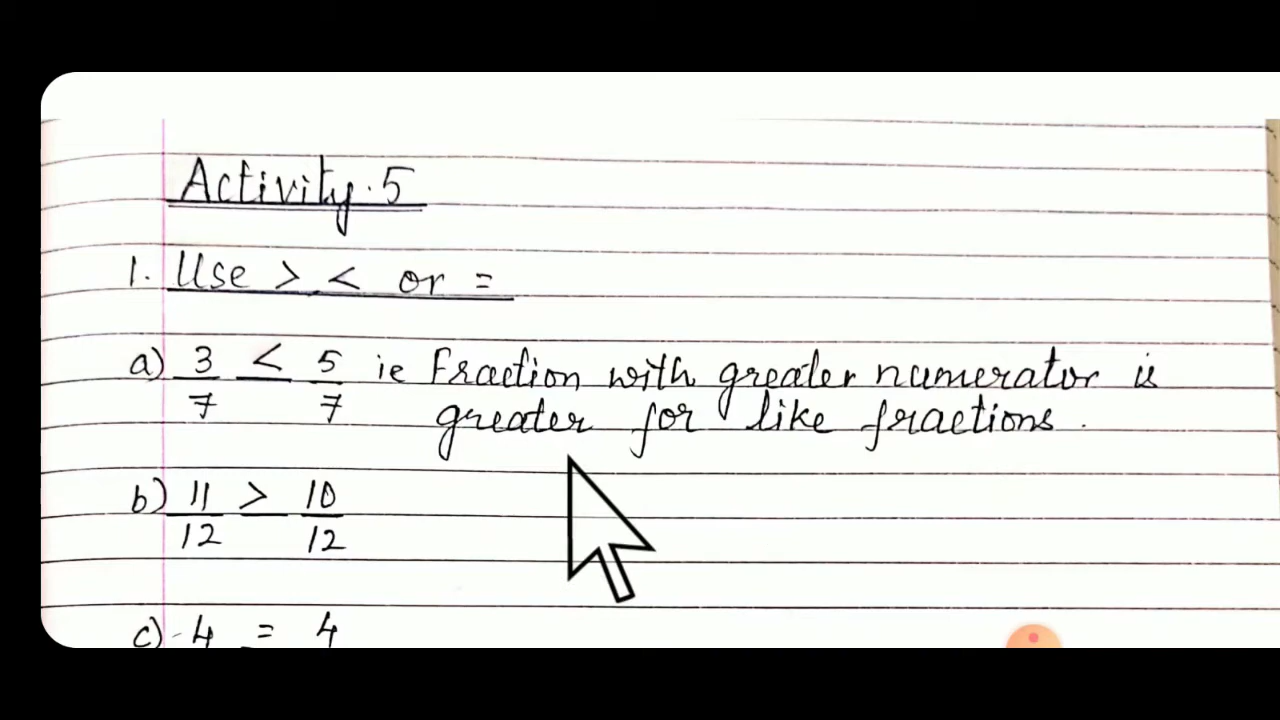 Activity.5
1. Use > < or =
a) 3/7 < 5/7 ie Fraction with greater numerator is
greater for like fractions.
b) 11/12 > 10/12
c) 4 = 4